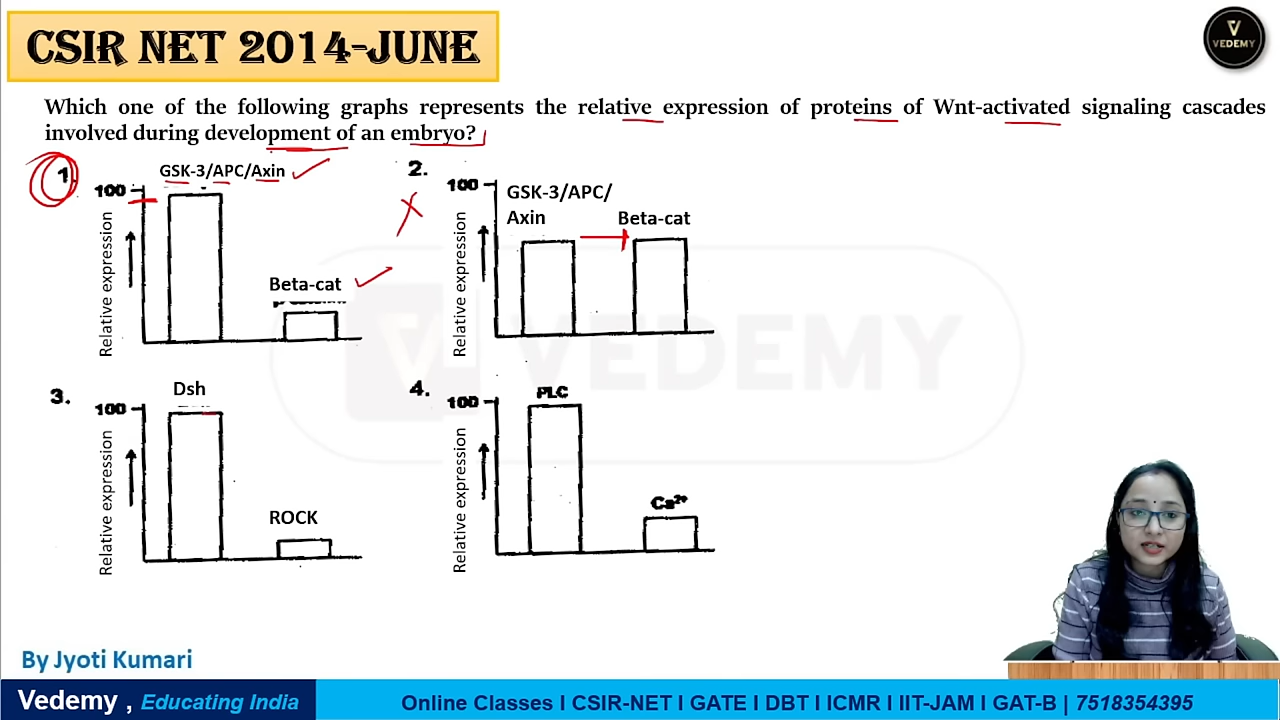 CSIR NET 2014-JUNE
VEDEMY
Which one of the following graphs represents the relative expression of proteins of Wnt-activated signaling cascades
involved during development of an embryo?
1.
GSK-3/APC/Axin
100
Relative expression
Beta-cat
2.
100
GSK-3/APC/
Axin
Beta-cat
Relative expression
VEDEMY
3.
Dsh
100
Relative expression
ROCK
4.
PLC
100
Relative expression
Ca²⁺
By Jyoti Kumari
Vedemy , Educating India
Online Classes I CSIR-NET I GATE I DBT I ICMR I IIT-JAM I GAT-B | 7518354395